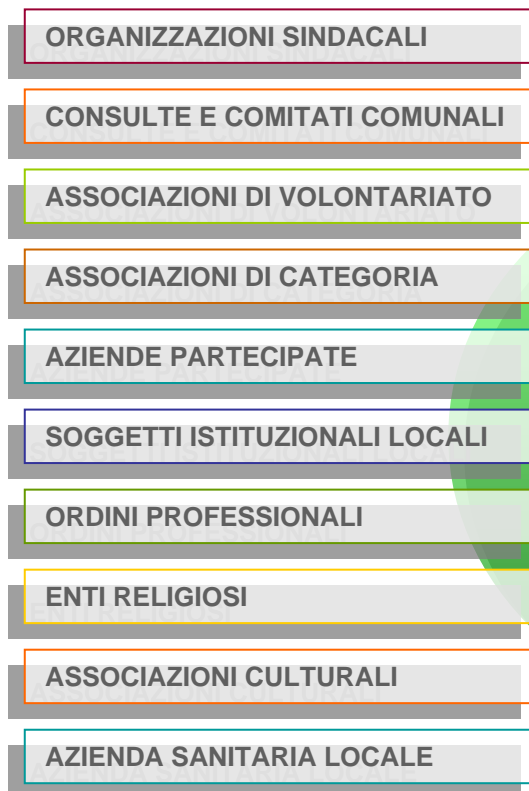 ORGANIZZAZIONI SINDACALI
CONSULTE E COMITATI COMUNALI
ASSOCIAZIONI DI VOLONTARIATO
ASSOCIAZIONI DI CATEGORIA
AZIENDE PARTECIPATE
SOGGETTI ISTITUZIONALI LOCALI
ORDINI PROFESSIONALI
ENTI RELIGIOSI
ASSOCIAZIONI CULTURALI
AZIENDA SANITARIA LOCALE